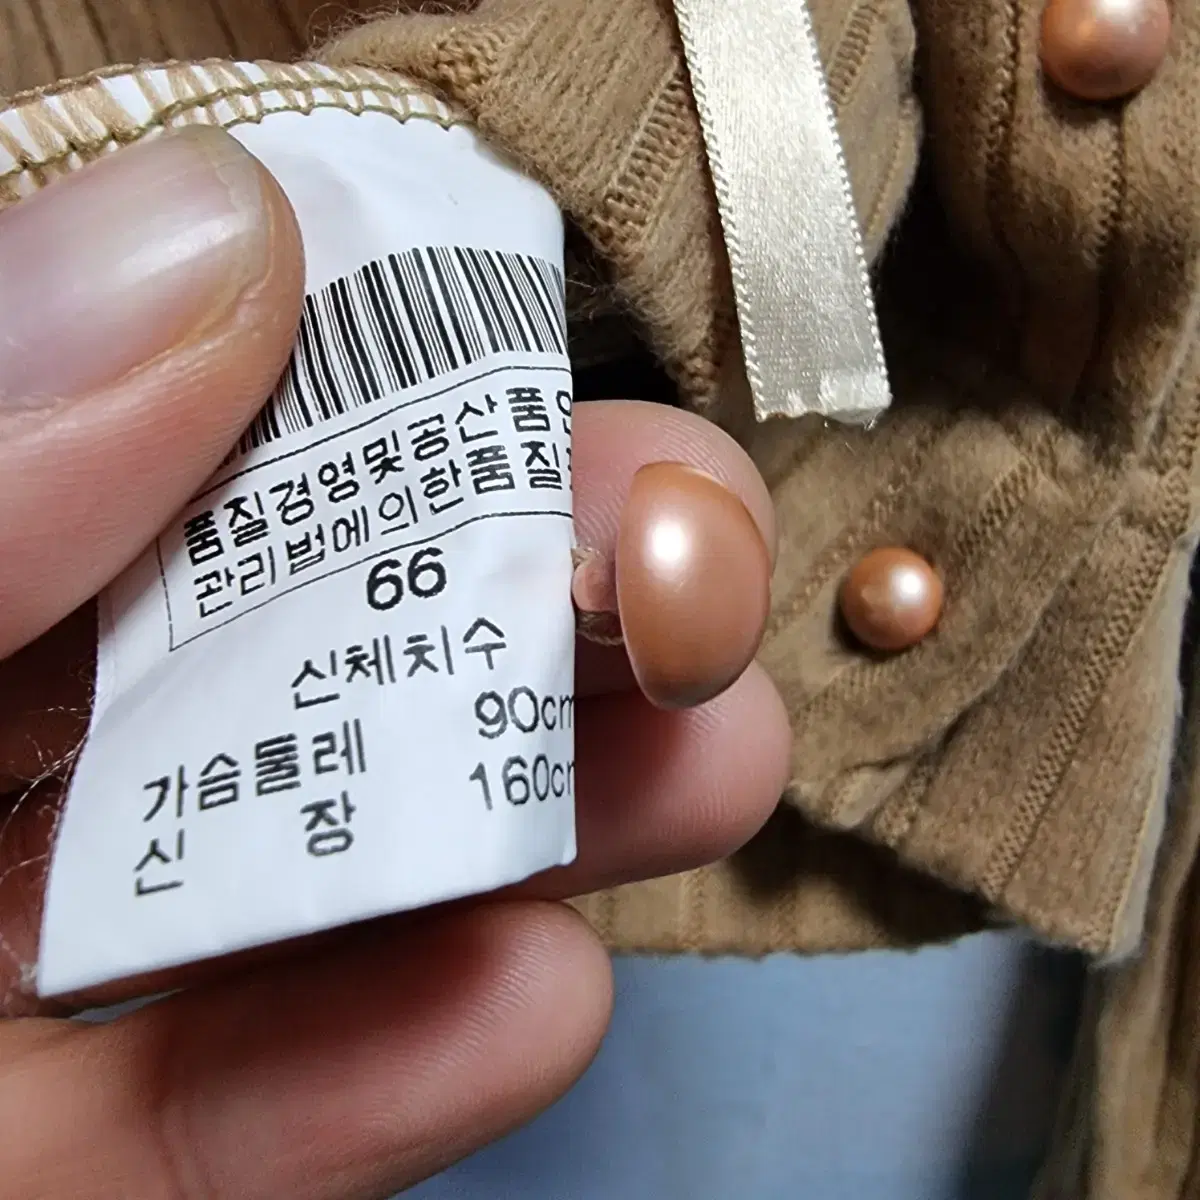 품질경영및공산품안
관리법에의한품질
66
신체치수
가슴둘레 90cm
신 장 160cm